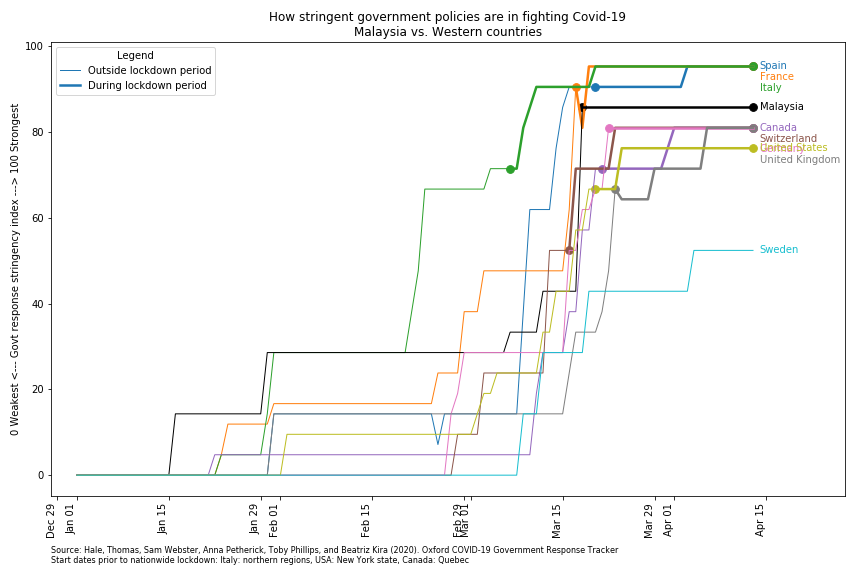 How stringent government policies are in fighting Covid-19
Malaysia vs. Western countries
0 Weakest <--- Govt response stringency index ---> 100 Strongest
100
80
60
40
20
0
Legend
Outside lockdown period
During lockdown period
Spain
France
Italy
Malaysia
Canada
Switzerland
United States
Germany
United Kingdom
Sweden
Dec 29
Jan 01
Jan 15
Jan 29
Feb 01
Feb 15
Feb 29
Mar 01
Mar 15
Mar 29
Apr 01
Apr 15
Source: Hale, Thomas, Sam Webster, Anna Petherick, Toby Phillips, and Beatriz Kira (2020). Oxford COVID-19 Government Response Tracker
Start dates prior to nationwide lockdown: Italy: northern regions, USA: New York state, Canada: Quebec